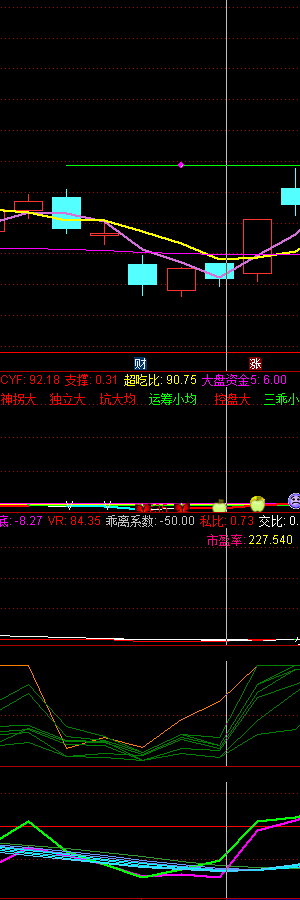 财 涨
CYF: 92.18 支撑: 0.31 超吃比: 90.75 大盘资金5: 6.00
神拐大 独立大 坑大均 运筹小均 控盘大 三乖小
: -8.27 VR: 84.35 乖离系数: -50.00 私比: 0.73 交比: 0.
市盈率: 227.540